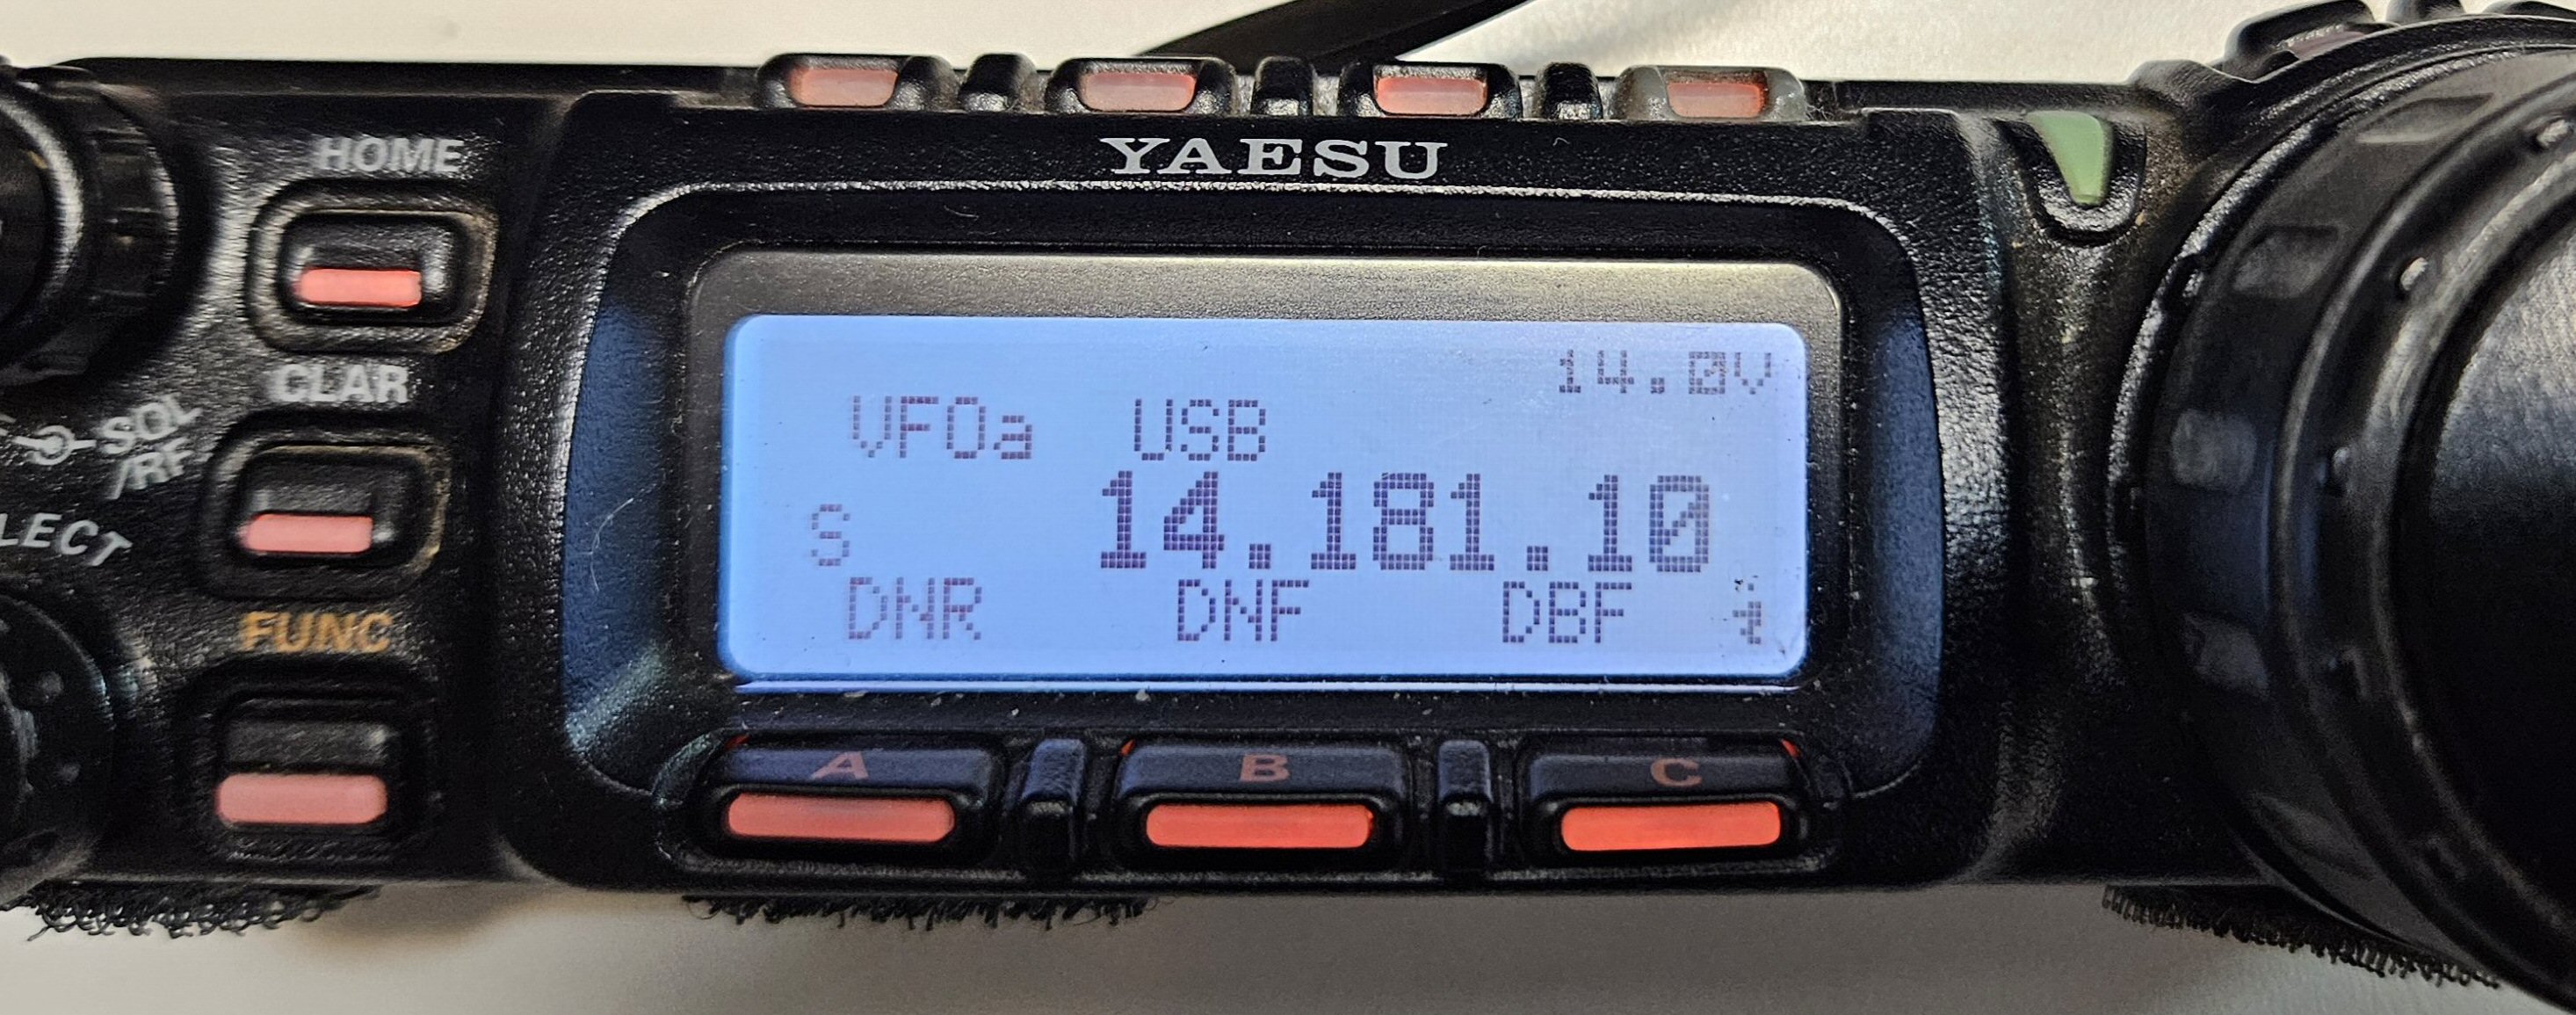 YAESU
HOME
CLAR
SQL
/RF
LECT
FUNC
14.0V
VFOa USB
14.181.10
S
DNR DNF DBF
A B C